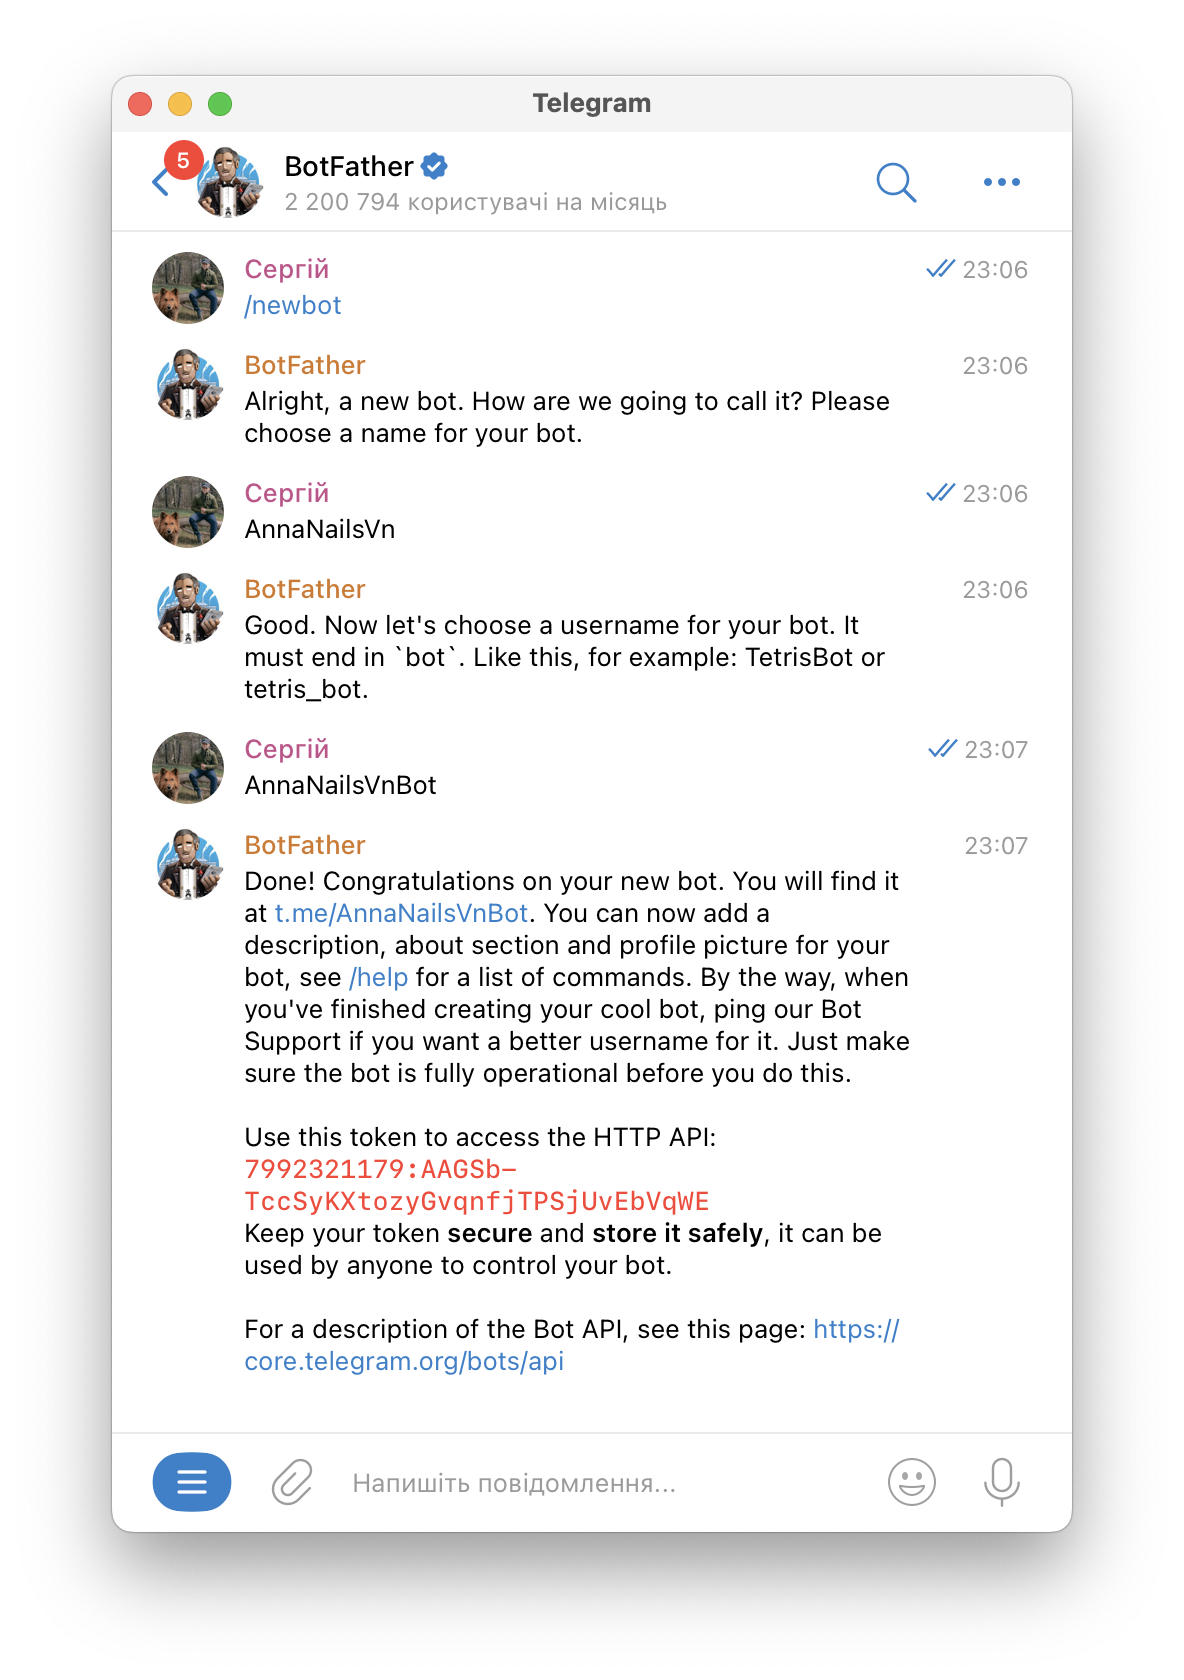 Telegram
5
BotFather
2 200 794 користувачі на місяць
Сергій
23:06
/newbot
BotFather
23:06
Alright, a new bot. How are we going to call it? Please
choose a name for your bot.
Сергій
23:06
AnnaNailsVn
BotFather
23:06
Good. Now let's choose a username for your bot. It
must end in `bot`. Like this, for example: TetrisBot or
tetris_bot.
Сергій
23:07
AnnaNailsVnBot
BotFather
23:07
Done! Congratulations on your new bot. You will find it
at t.me/AnnaNailsVnBot. You can now add a
description, about section and profile picture for your
bot, see /help for a list of commands. By the way, when
you've finished creating your cool bot, ping our Bot
Support if you want a better username for it. Just make
sure the bot is fully operational before you do this.
Use this token to access the HTTP API:
7992321179:AAGSb-
TccSyKXtozyGvqnfjTPSjUvEbVqWE
Keep your token secure and store it safely, it can be
used by anyone to control your bot.
For a description of the Bot API, see this page: https://
core.telegram.org/bots/api
Напишіть повідомлення...